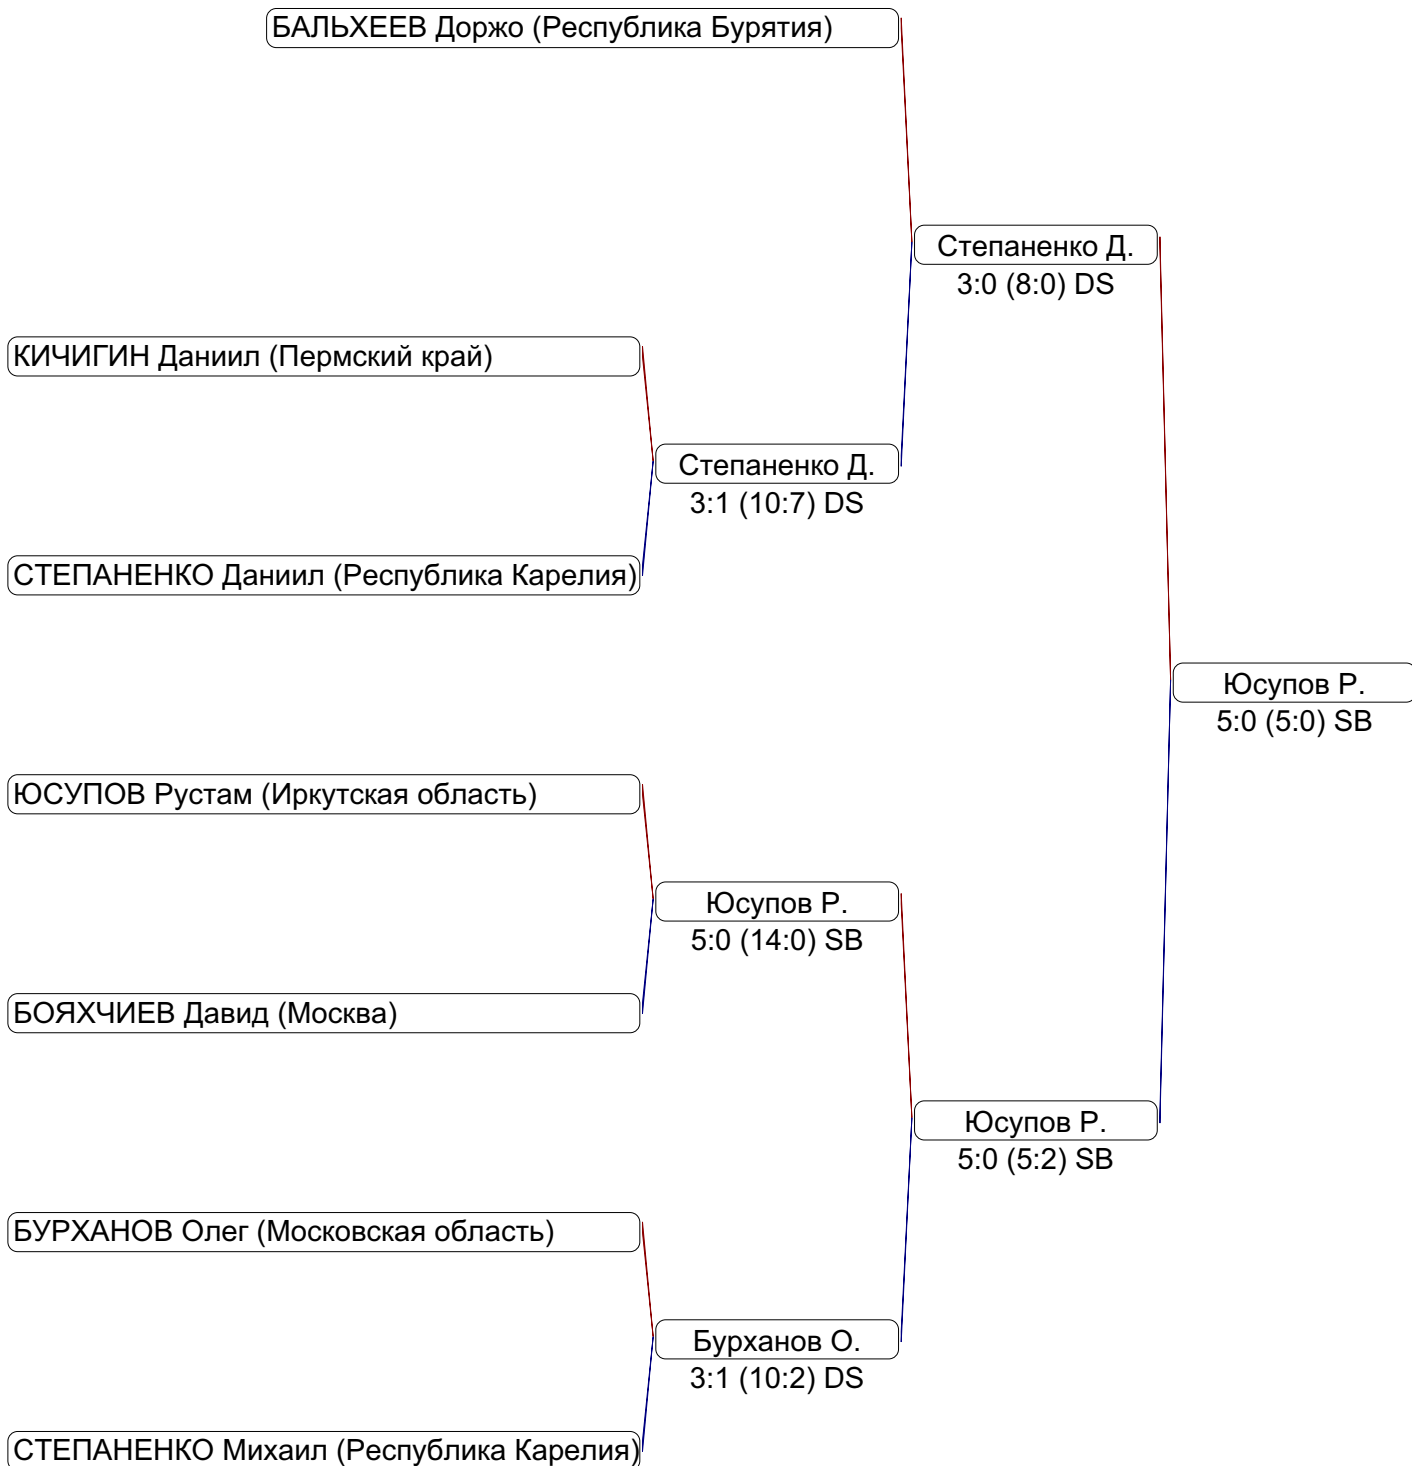 БАЛЬХЕЕВ Доржо (Республика Бурятия)
Степаненко Д.
3:0 (8:0) DS
КИЧИГИН Даниил (Пермский край)
Степаненко Д.
3:1 (10:7) DS
СТЕПАНЕНКО Даниил (Республика Карелия)
Юсупов Р.
5:0 (5:0) SB
ЮСУПОВ Рустам (Иркутская область)
Юсупов Р.
5:0 (14:0) SB
БОЯХЧИЕВ Давид (Москва)
Юсупов Р.
5:0 (5:2) SB
БУРХАНОВ Олег (Московская область)
Бурханов О.
3:1 (10:2) DS
СТЕПАНЕНКО Михаил (Республика Карелия)